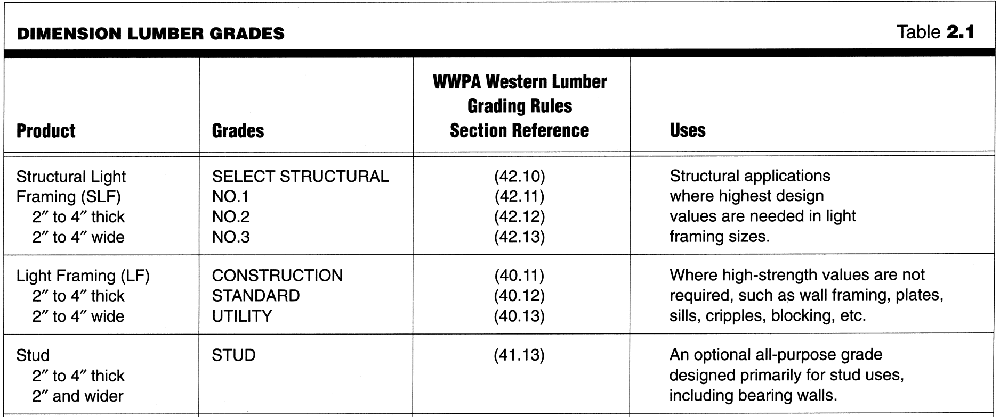 DIMENSION LUMBER GRADES Table 2.1
WWPA Western Lumber
Grading Rules
Product Grades Section Reference Uses
Structural Light SELECT STRUCTURAL (42.10) Structural applications
Framing (SLF) NO.1 (42.11) where highest design
2″ to 4″ thick NO.2 (42.12) values are needed in light
2″ to 4″ wide NO.3 (42.13) framing sizes.
Light Framing (LF) CONSTRUCTION (40.11) Where high-strength values are not
2″ to 4″ thick STANDARD (40.12) required, such as wall framing, plates,
2″ to 4″ wide UTILITY (40.13) sills, cripples, blocking, etc.
Stud STUD (41.13) An optional all-purpose grade
2″ to 4″ thick designed primarily for stud uses,
2″ and wider including bearing walls.